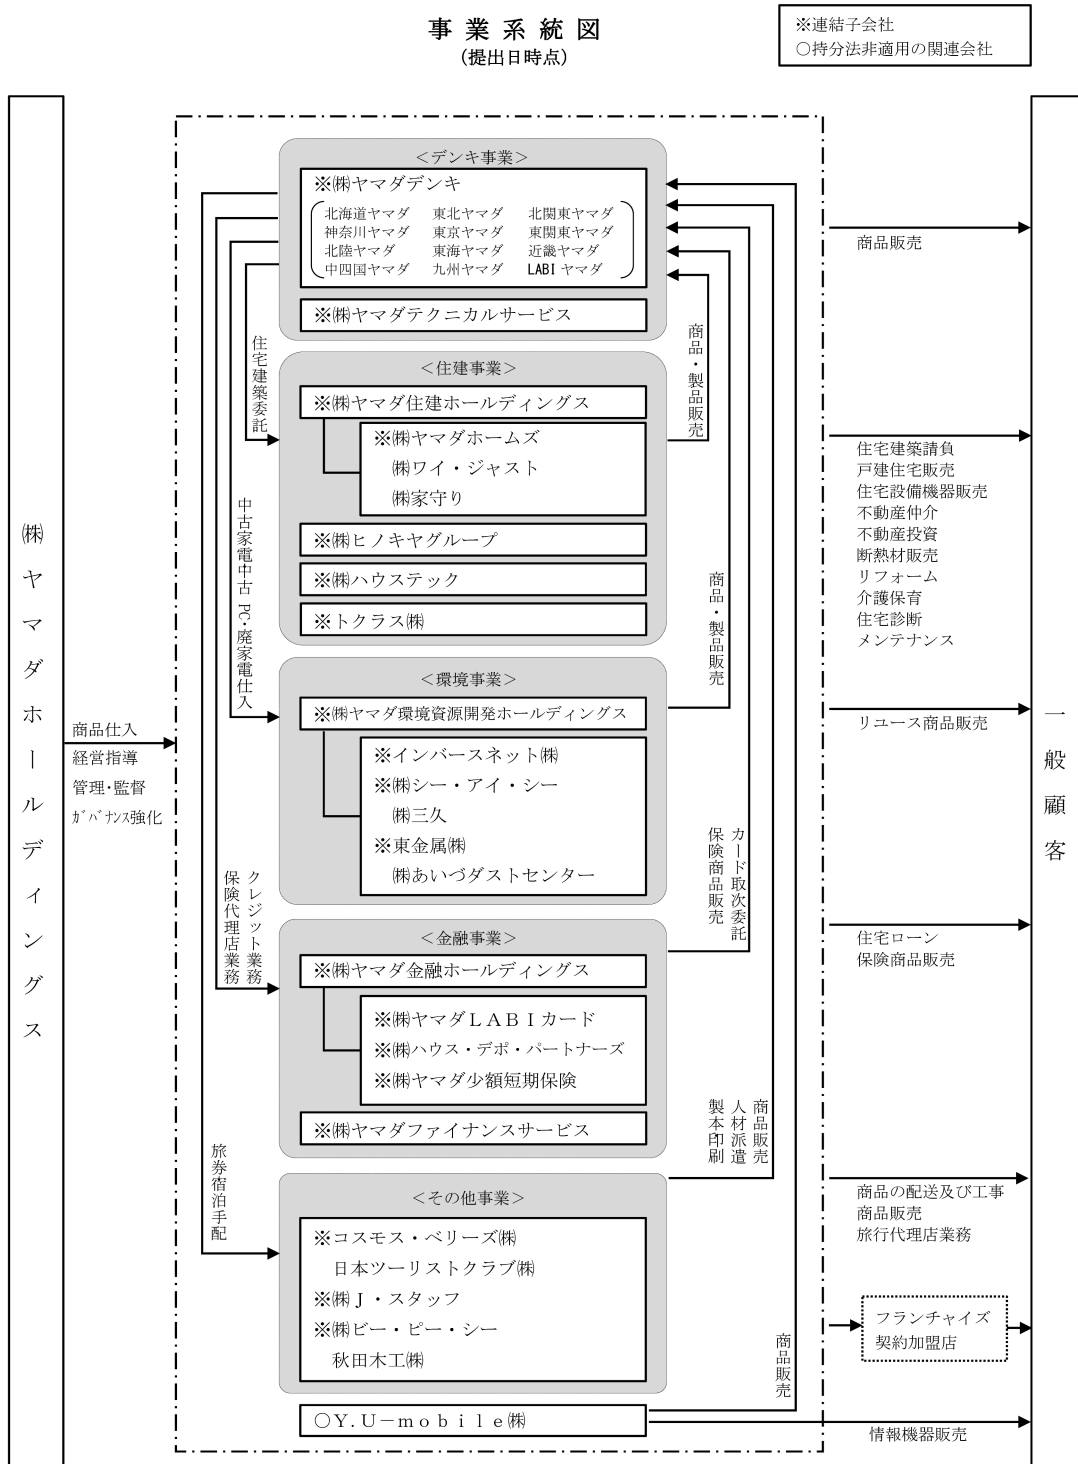 事業系統図
(提出日時点)
※連結子会社
○持分法非適用の関連会社
㈱ヤマダホールディングス
商品仕入
経営指導
管理・監督
ｶﾞﾊﾞﾅﾝｽ強化
＜デンキ事業＞
※㈱ヤマダデンキ
北海道ヤマダ 東北ヤマダ 北関東ヤマダ
神奈川ヤマダ 東京ヤマダ 東関東ヤマダ
北陸ヤマダ 東海ヤマダ 近畿ヤマダ
中四国ヤマダ 九州ヤマダ LABI ヤマダ
※㈱ヤマダテクニカルサービス
住宅建築委託
商品・製品販売
＜住建事業＞
※㈱ヤマダ住建ホールディングス
※㈱ヤマダホームズ
㈱ワイ・ジャスト
㈱家守り
※㈱ヒノキヤグループ
※㈱ハウステック
※トクラス㈱
中古家電中古 PC・廃家電仕入
商品・製品販売
＜環境事業＞
※㈱ヤマダ環境資源開発ホールディングス
※インバースネット㈱
※㈱シー・アイ・シー
㈱三久
※東金属㈱
㈱あいづダストセンター
クレジット業務
保険代理店業務
カード取次委託
保険商品販売
＜金融事業＞
※㈱ヤマダ金融ホールディングス
※㈱ヤマダＬＡＢＩカード
※㈱ハウス・デポ・パートナーズ
※㈱ヤマダ少額短期保険
※㈱ヤマダファイナンスサービス
旅券宿泊手配
商品販売
人材派遣
製本印刷
＜その他事業＞
※コスモス・ベリーズ㈱
日本ツーリストクラブ㈱
※㈱Ｊ・スタッフ
※㈱ビー・ピー・シー
秋田木工㈱
商品販売
○Ｙ.Ｕ－ｍｏｂｉｌｅ㈱
商品販売
住宅建築請負
戸建住宅販売
住宅設備機器販売
不動産仲介
不動産投資
断熱材販売
リフォーム
介護保育
住宅診断
メンテナンス
リユース商品販売
住宅ローン
保険商品販売
商品の配送及び工事
商品販売
旅行代理店業務
フランチャイズ
契約加盟店
情報機器販売
一般顧客